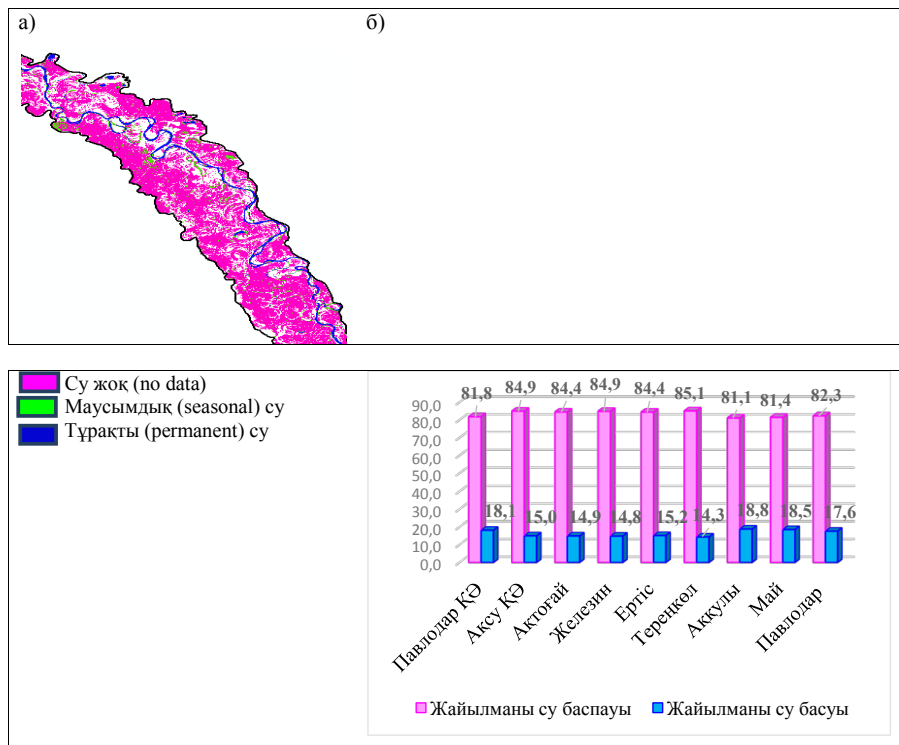 а)
б)
Су жоқ (no data)
Маусымдық (seasonal) су
Тұрақты (permanent) су
81,8 84,9 84,4 84,9 84,4 85,1 81,1 81,4 82,3
90,0
80,0
70,0
60,0
50,0
40,0
30,0
20,0
10,0
0,0
18,1 15,0 14,9 14,8 15,2 14,3 18,8 18,5 17,6
Павлодар ҚӘ
Аксу ҚӘ
Актоғай
Железин
Ертіс
Теренкөл
Аккулы
Май
Павлодар
Жайылманы су баспауы
Жайылманы су басуы